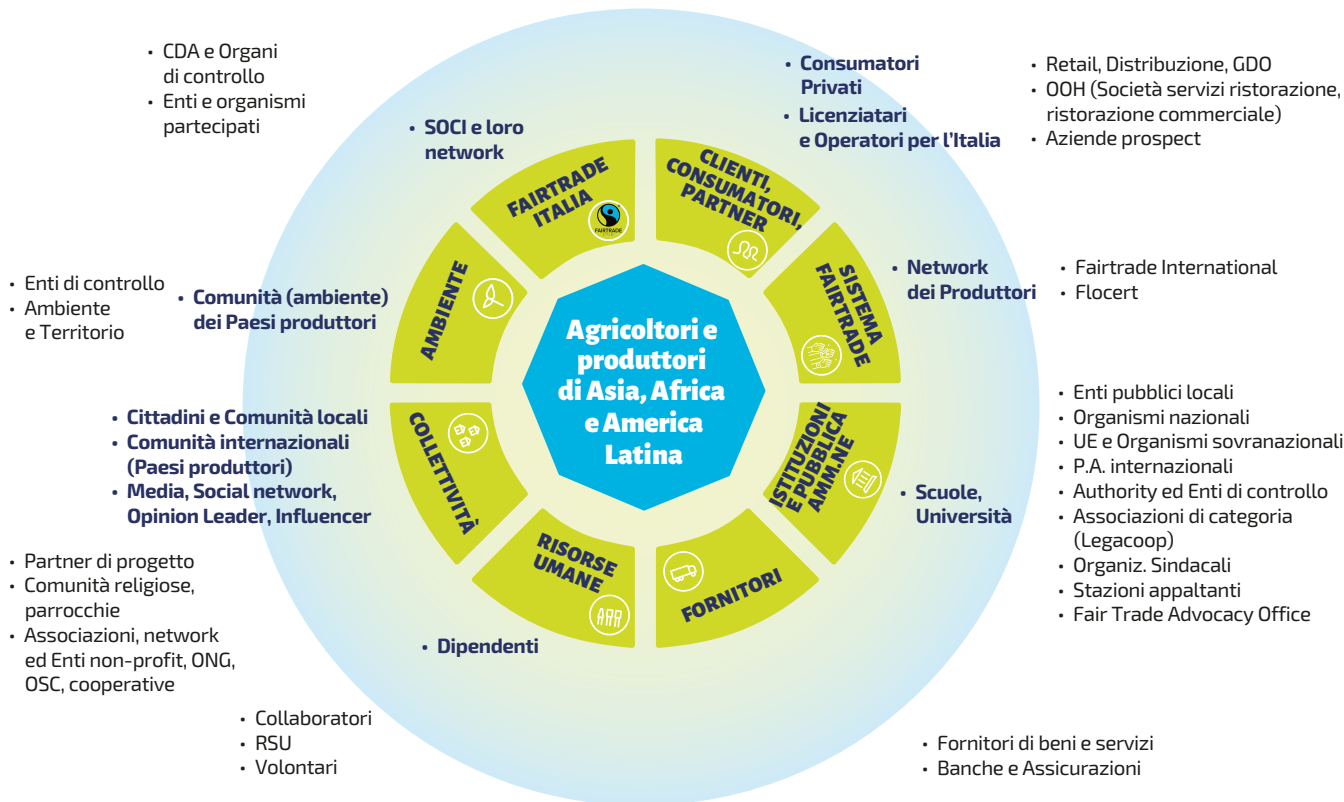 • CDA e Organi
di controllo
• Enti e organismi
partecipati
• SOCI e loro
network
FAIRTRADE
ITALIA
FAIRTRADE
• Consumatori
Privati
• Licenziatari
e Operatori per l'Italia
• Retail, Distribuzione, GDO
• OOH (Società servizi ristorazione,
ristorazione commerciale)
• Aziende prospect
CLIENTI,
CONSUMATORI,
PARTNER
SISTEMA
FAIRTRADE
• Network
dei Produttori
• Fairtrade International
• Flocert
• Enti di controllo
• Ambiente
e Territorio
• Comunità (ambiente)
dei Paesi produttori
AMBIENTE
Agricoltori e
produttori
di Asia, Africa
e America
Latina
• Cittadini e Comunità locali
• Comunità internazionali
(Paesi produttori)
• Media, Social network,
Opinion Leader, Influencer
COLLETTIVITÀ
ISTITUZIONI
E PUBBLICA
AMM.NE
• Scuole,
Università
• Enti pubblici locali
• Organismi nazionali
• UE e Organismi sovranazionali
• P.A. internazionali
• Authority ed Enti di controllo
• Associazioni di categoria
(Legacoop)
• Organiz. Sindacali
• Stazioni appaltanti
• Fair Trade Advocacy Office
• Partner di progetto
• Comunità religiose,
parrocchie
• Associazioni, network
ed Enti non-profit, ONG,
OSC, cooperative
RISORSE
UMANE
FORNITORI
• Dipendenti
• Collaboratori
• RSU
• Volontari
• Fornitori di beni e servizi
• Banche e Assicurazioni